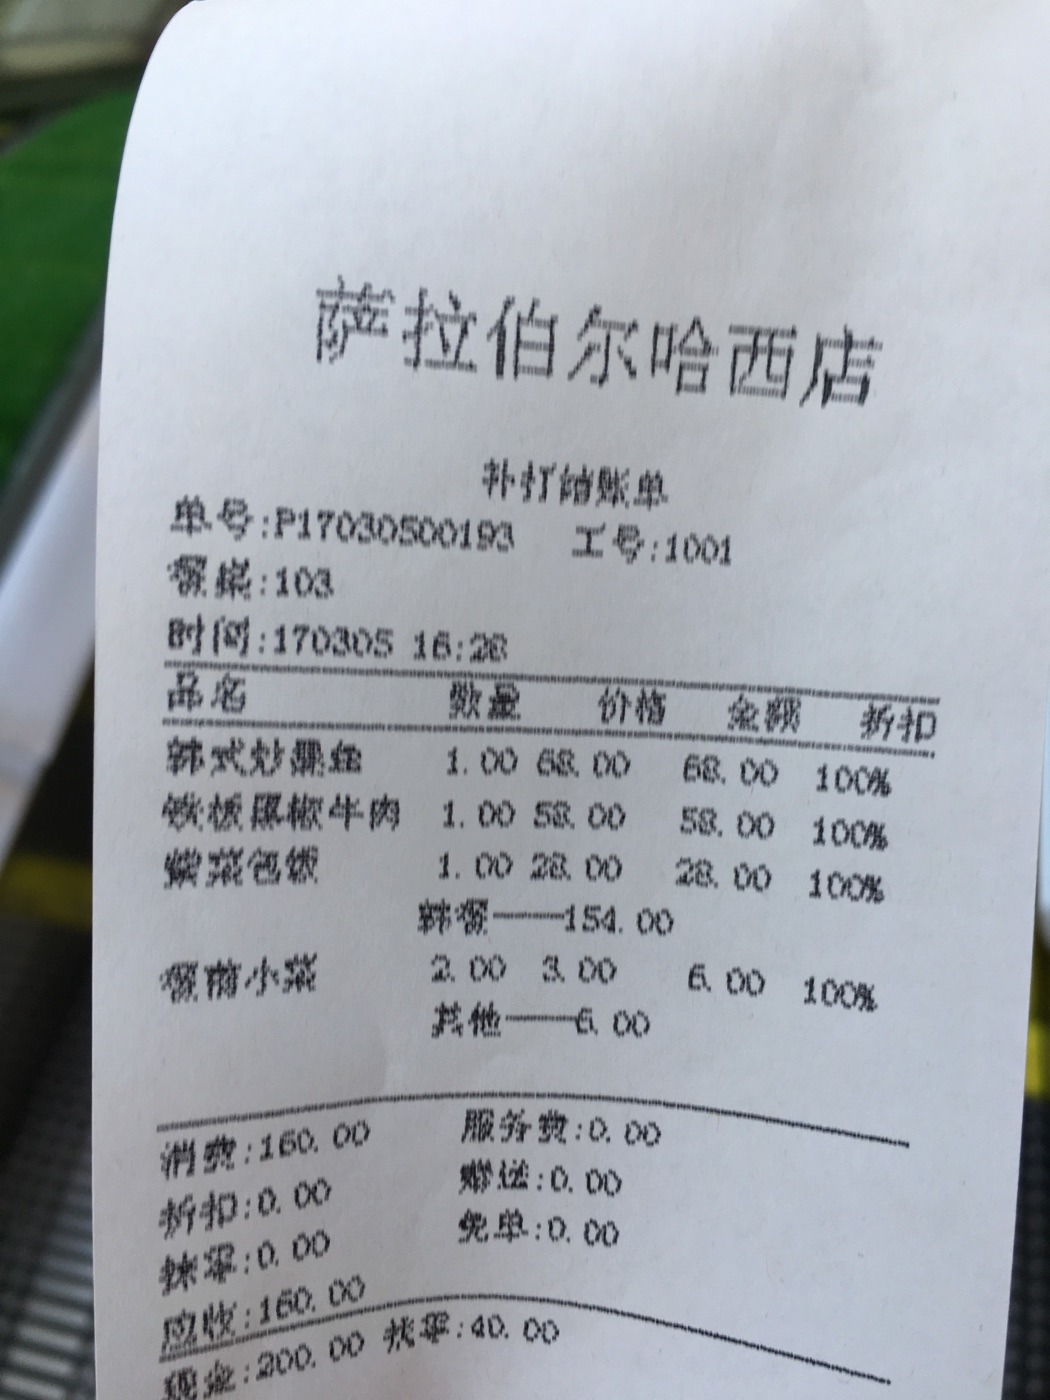 萨拉伯尔哈西店
补打结账单
单号:P17030500193 工号:1001
餐桌:103
时间:170305 16:28
品名 数量 价格 金额 折扣
韩式炒墨鱼 1.00 68.00 68.00 100%
铁板黑椒牛肉 1.00 58.00 58.00 100%
紫菜包饭 1.00 28.00 28.00 100%
韩餐——154.00
餐前小菜 2.00 3.00 6.00 100%
其他——6.00
消费:160.00 服务费:0.00
折扣:0.00 赠送:0.00
抹零:0.00 免单:0.00
应收:160.00
现金:200.00 找零:40.00